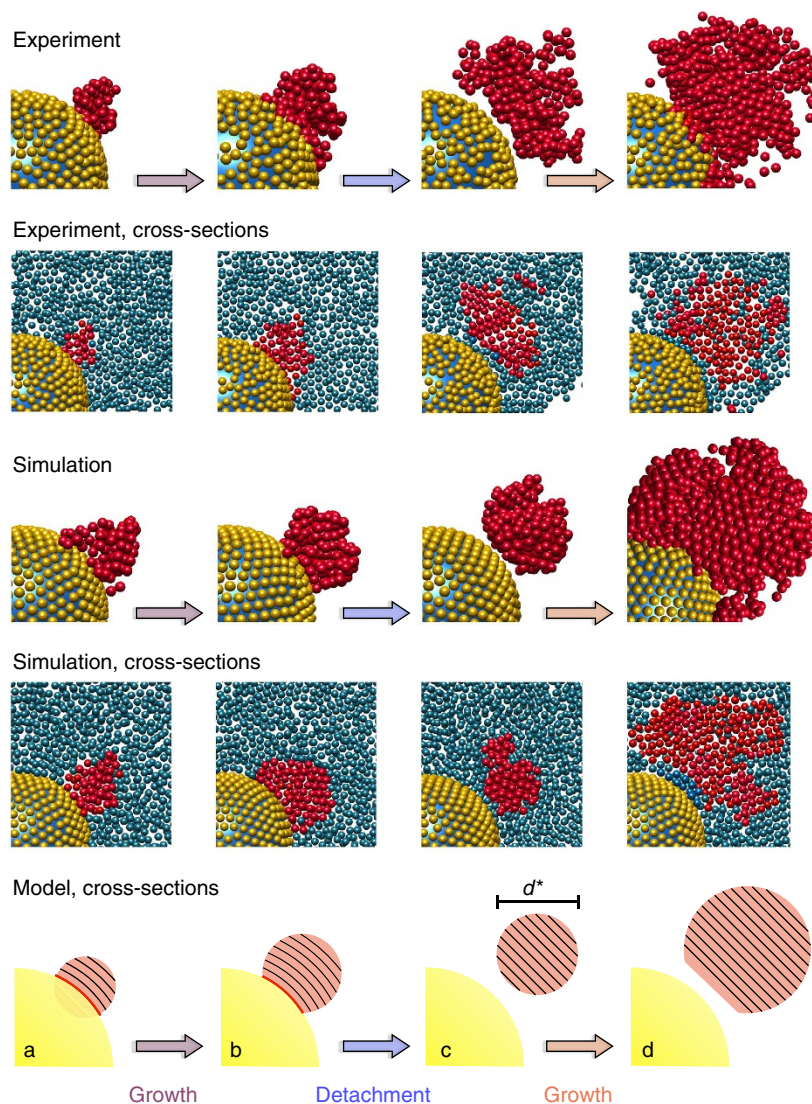 Experiment
Experiment, cross-sections
Simulation
Simulation, cross-sections
Model, cross-sections
d*
a
b
c
d
Growth
Detachment
Growth